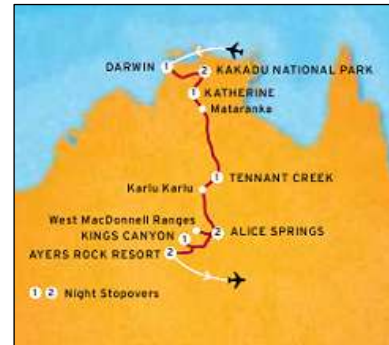 DARWIN 1
2 KAKADU NATIONAL PARK
1 KATHERINE
Mataranka
1 TENNANT CREEK
Karlu Karlu
West MacDonnell Ranges
KINGS CANYON 1
2 ALICE SPRINGS
AYERS ROCK RESORT 2
1 2 Night Stopovers